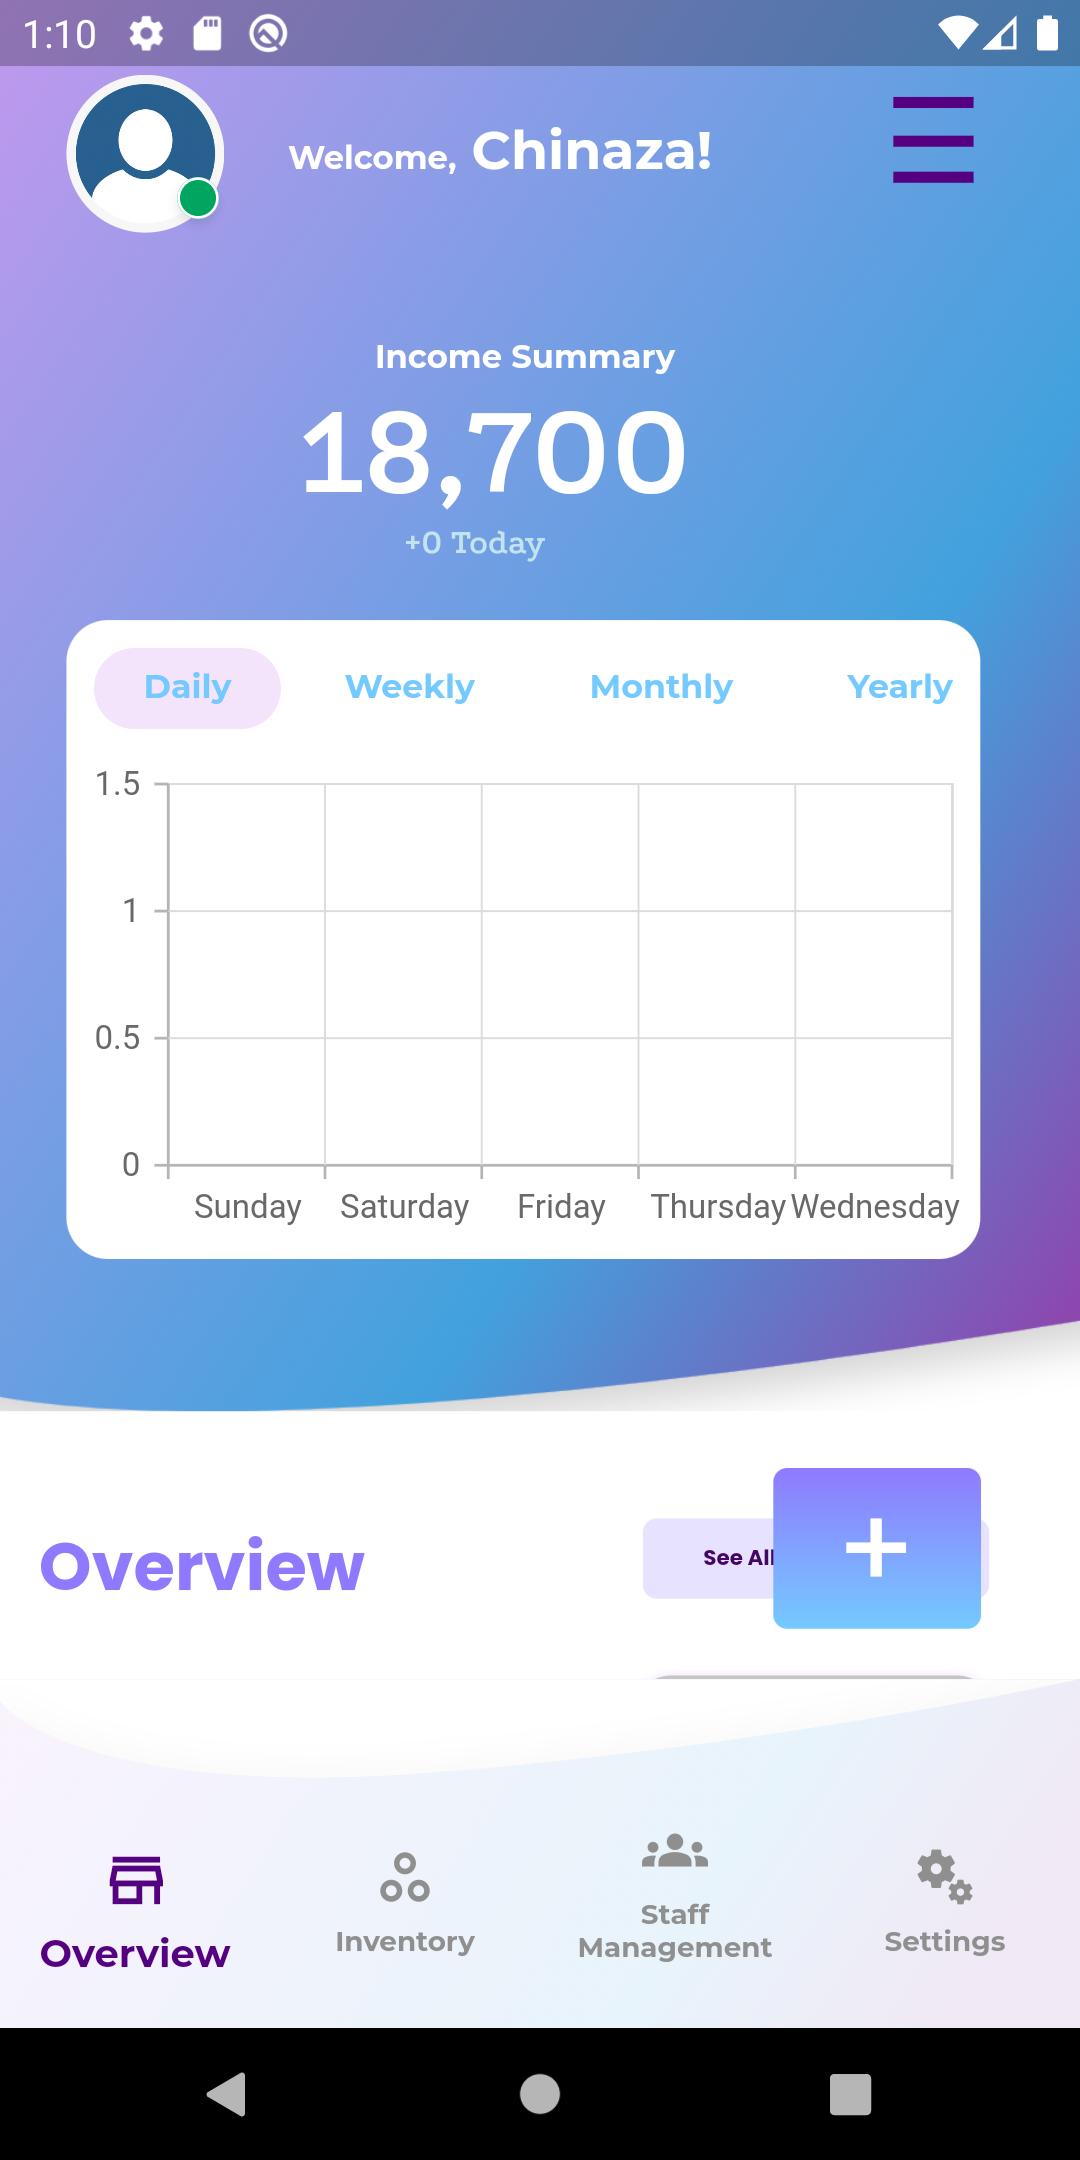 1:10
Welcome, Chinaza!
Income Summary
18,700
+0 Today
Daily Weekly Monthly Yearly
1.5
1
0.5
0
Sunday Saturday Friday Thursday Wednesday
Overview
See All
Overview
Inventory
Staff
Management
Settings